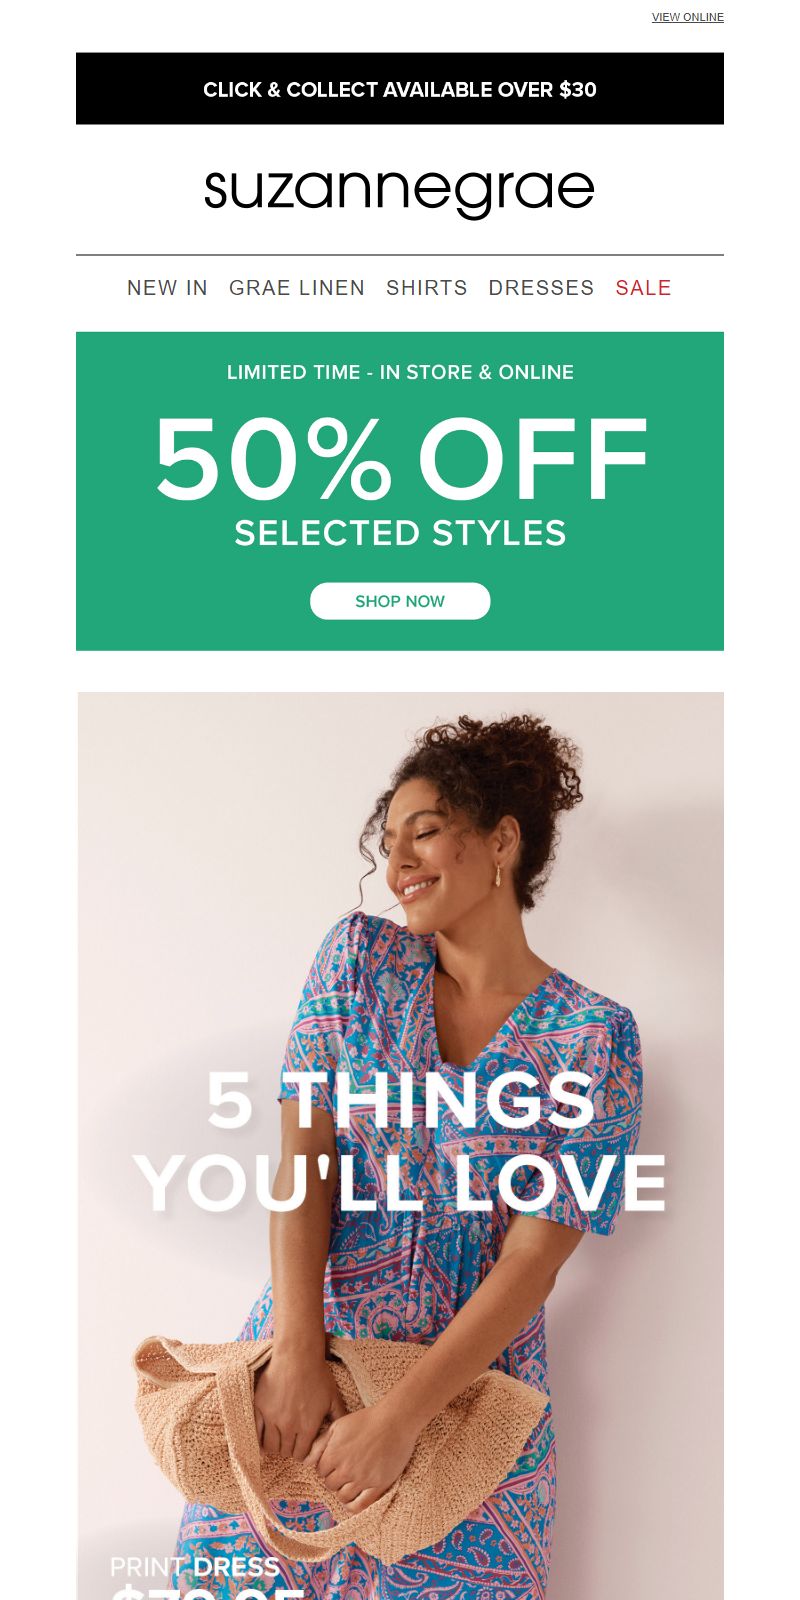 VIEW ONLINE
CLICK & COLLECT AVAILABLE OVER $30
suzannegrae
NEW IN GRAE LINEN SHIRTS DRESSES SALE
LIMITED TIME - IN STORE & ONLINE
50% OFF
SELECTED STYLES
SHOP NOW
5 THINGS
YOU'LL LOVE
PRINT DRESS